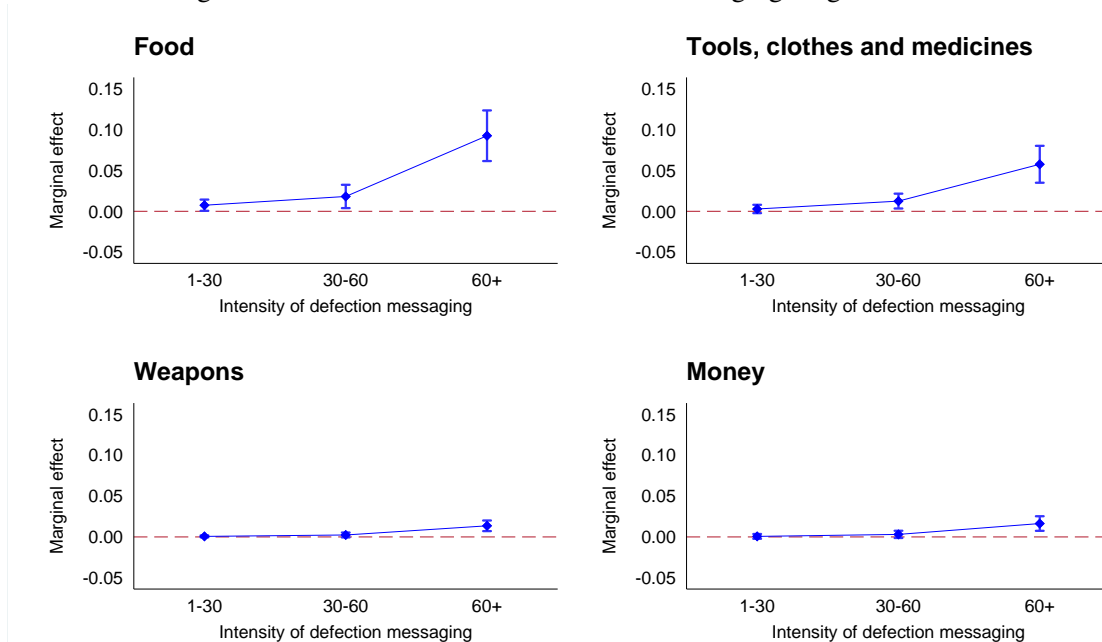 Food
0.15
0.10
0.05
0.00
-0.05
Marginal effect
1-30 30-60 60+
Intensity of defection messaging
Tools, clothes and medicines
0.15
0.10
0.05
0.00
-0.05
Marginal effect
1-30 30-60 60+
Intensity of defection messaging
Weapons
0.15
0.10
0.05
0.00
-0.05
Marginal effect
1-30 30-60 60+
Intensity of defection messaging
Money
0.15
0.10
0.05
0.00
-0.05
Marginal effect
1-30 30-60 60+
Intensity of defection messaging